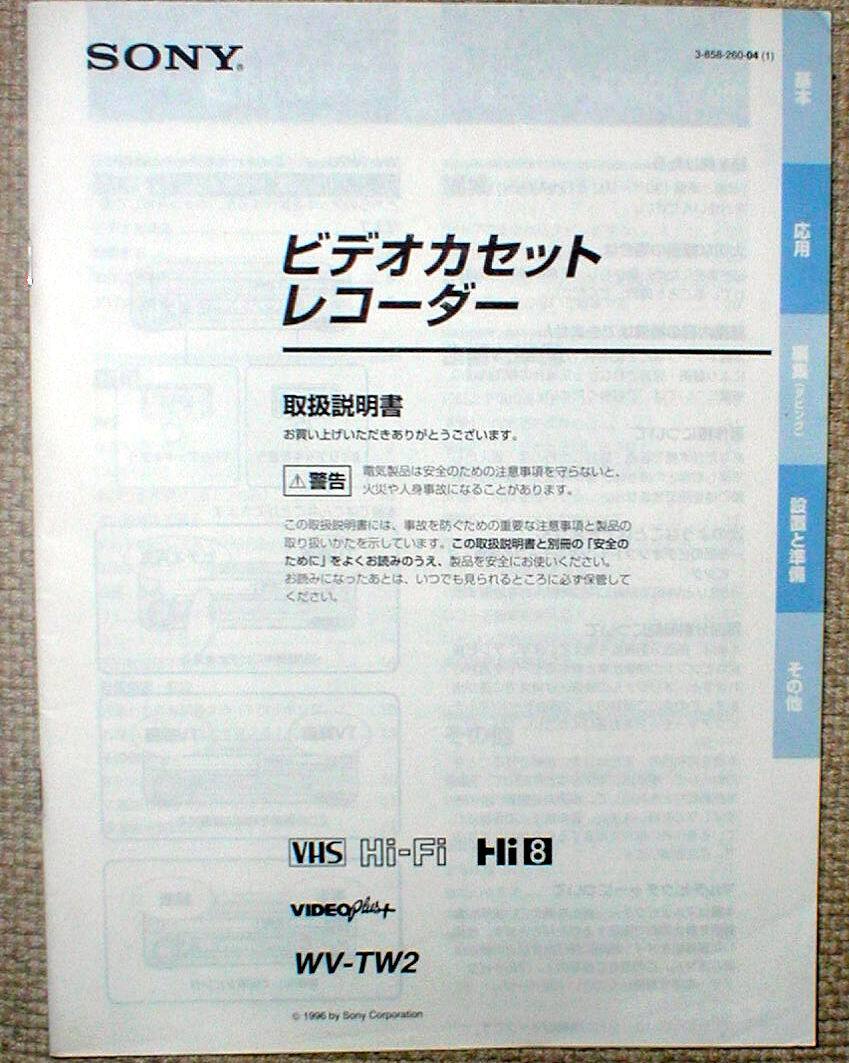 SONY®
3-858-260-04 (1)
基本
応用
編集(ダビング)
設置と準備
その他
ビデオカセット
レコーダー
取扱説明書
お買い上げいただきありがとうございます。
⚠警告
電気製品は安全のための注意事項を守らないと、
火災や人身事故になることがあります。
この取扱説明書には、事故を防ぐための重要な注意事項と製品の
取り扱いかたを示しています。この取扱説明書と別冊の「安全の
ために」をよくお読みのうえ、製品を安全にお使いください。
お読みになったあとは、いつでも見られるところに必ず保管して
ください。
VHS Hi-Fi Hi8
VIDEOplus+
WV-TW2
© 1996 by Sony Corporation